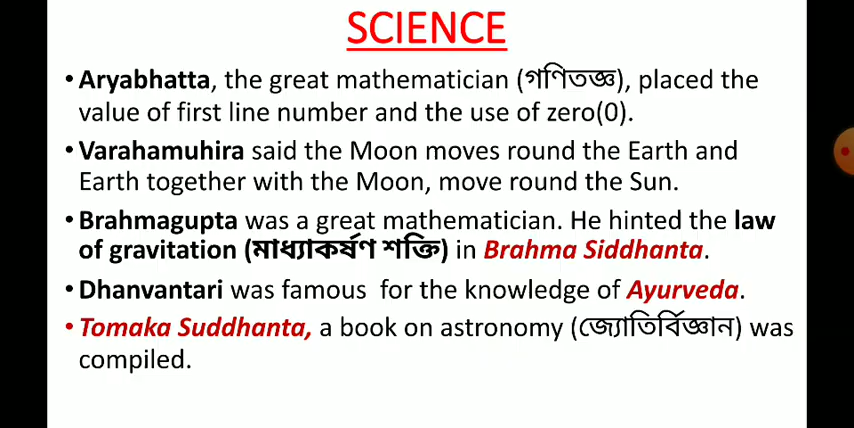 SCIENCE
• Aryabhatta, the great mathematician (গণিতজ্ঞ), placed the
value of first line number and the use of zero(0).
• Varahamuhira said the Moon moves round the Earth and
Earth together with the Moon, move round the Sun.
• Brahmagupta was a great mathematician. He hinted the law
of gravitation (মাধ্যাকর্ষণ শক্তি) in Brahma Siddhanta.
• Dhanvantari was famous for the knowledge of Ayurveda.
• Tomaka Suddhanta, a book on astronomy (জ্যোতির্বিজ্ঞান) was
compiled.